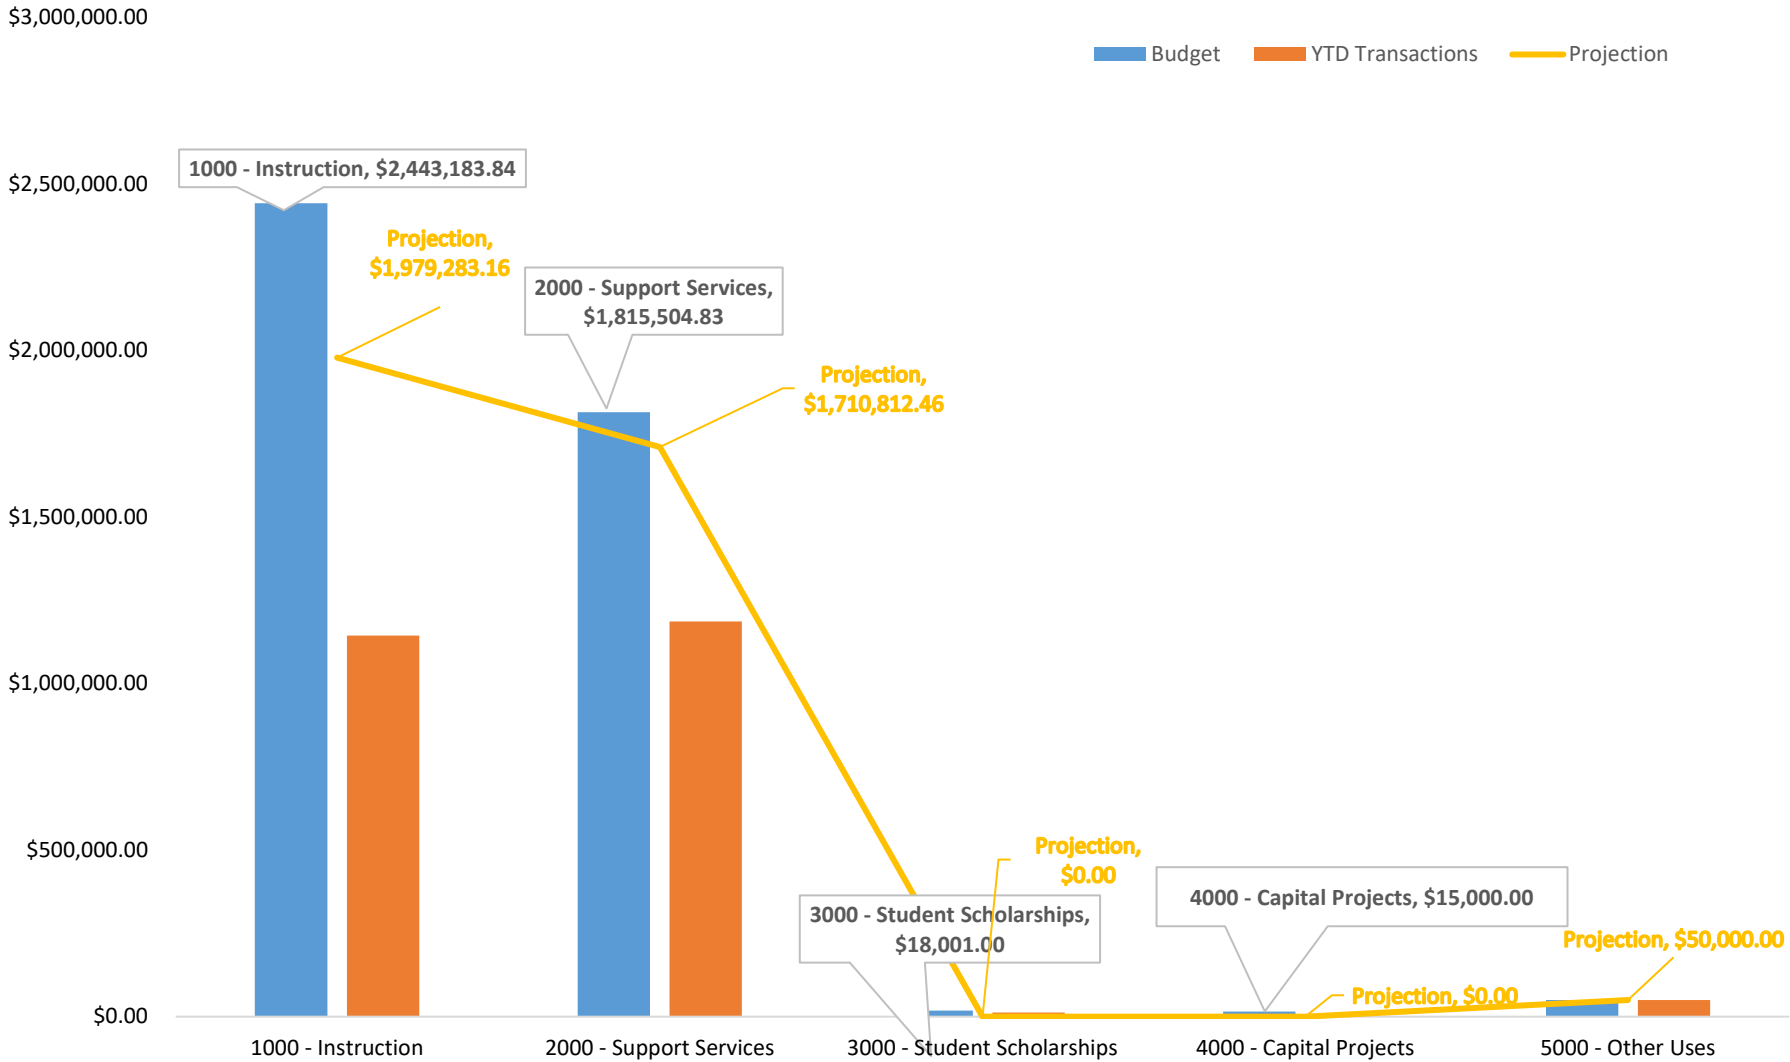 $3,000,000.00
Budget
YTD Transactions
Projection
1000 - Instruction, $2,443,183.84
$2,500,000.00
Projection,
$1,979,283.16
2000 - Support Services,
$1,815,504.83
$2,000,000.00
Projection,
$1,710,812.46
$1,500,000.00
$1,000,000.00
$500,000.00
Projection,
$0.00
3000 - Student Scholarships,
$18,001.00
4000 - Capital Projects, $15,000.00
Projection, $50,000.00
Projection, $0.00
$0.00
1000 - Instruction
2000 - Support Services
3000 - Student Scholarships
4000 - Capital Projects
5000 - Other Uses